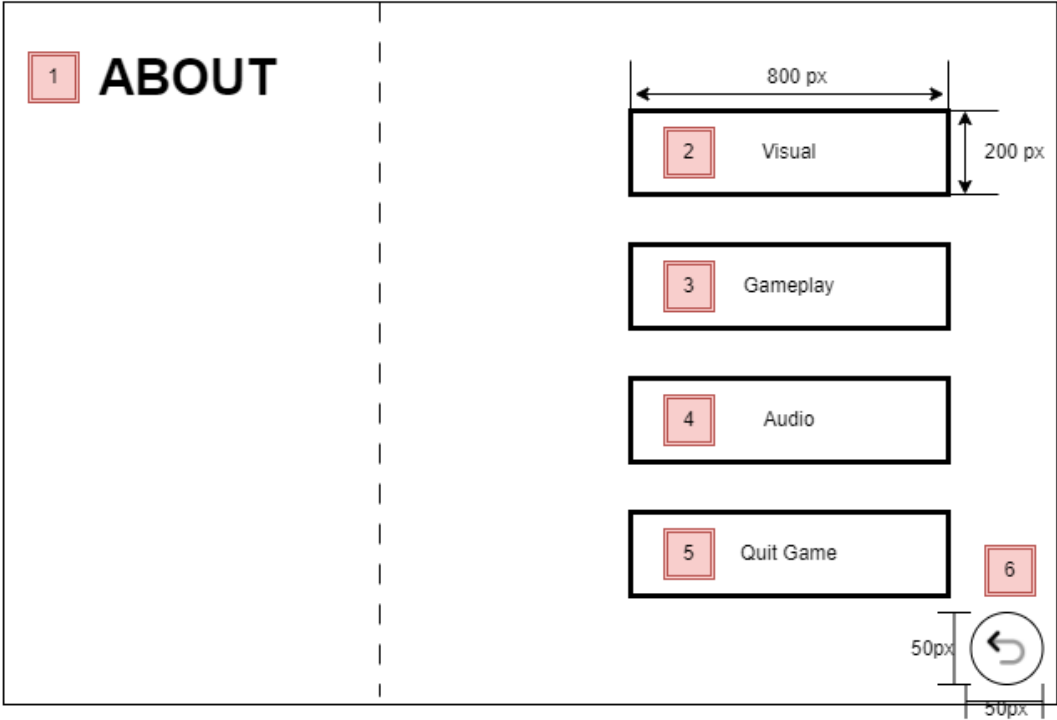 1 ABOUT
800 px
2 Visual
200 px
3 Gameplay
4 Audio
5 Quit Game
6
50px
50px